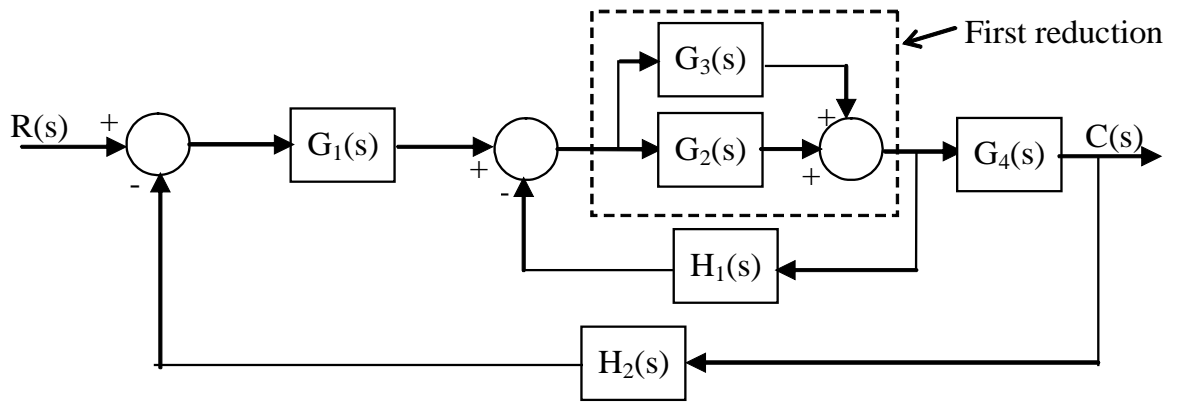 First reduction
G₃(s)
R(s)
+
-
G₁(s)
+
-
G₂(s)
+
+
G₄(s)
C(s)
H₁(s)
H₂(s)